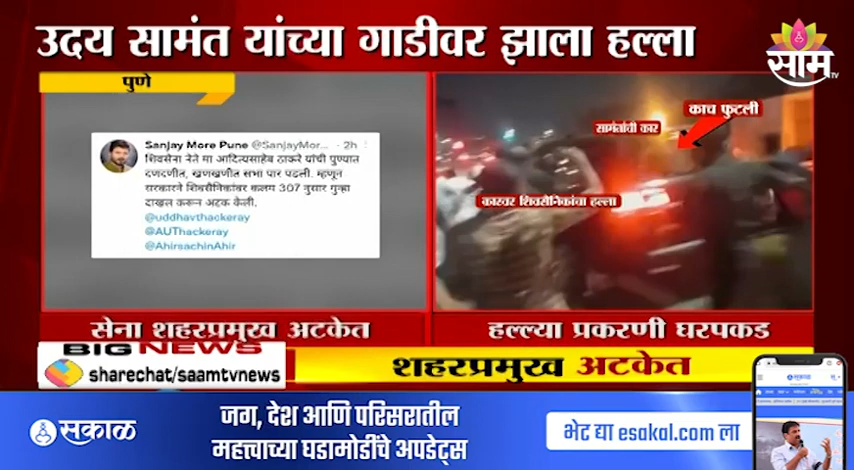 उदय सामंत यांच्या गाडीवर झाला हल्ला
साम TV
पुणे
Sanjay More Pune @SanjayMor... · 2h
शिवसेना नेते मा आदित्यसाहेब ठाकरे यांची पुण्यात
दणदणीत, खणखणीत सभा पार पडली. म्हणून
सरकारने शिवसैनिकांवर कलम 307 नुसार गुन्हा
दाखल करून अटक कैली.
@uddhavthackeray
@AUThackeray
@AhirsachinAhir
काच फुटली
सामंतांची कार
कारवर शिवसैनिकांचा हल्ला
सेना शहरप्रमुख अटकेत
हल्ल्या प्रकरणी घरपकड
BIG NEWS
sharechat/saamtvnews
शहरप्रमुख अटकेत
सकाळ
जग, देश आणि परिसरातील
महत्त्वाच्या घडामोडींचे अपडेट्स
भेट द्या esakal.com ला